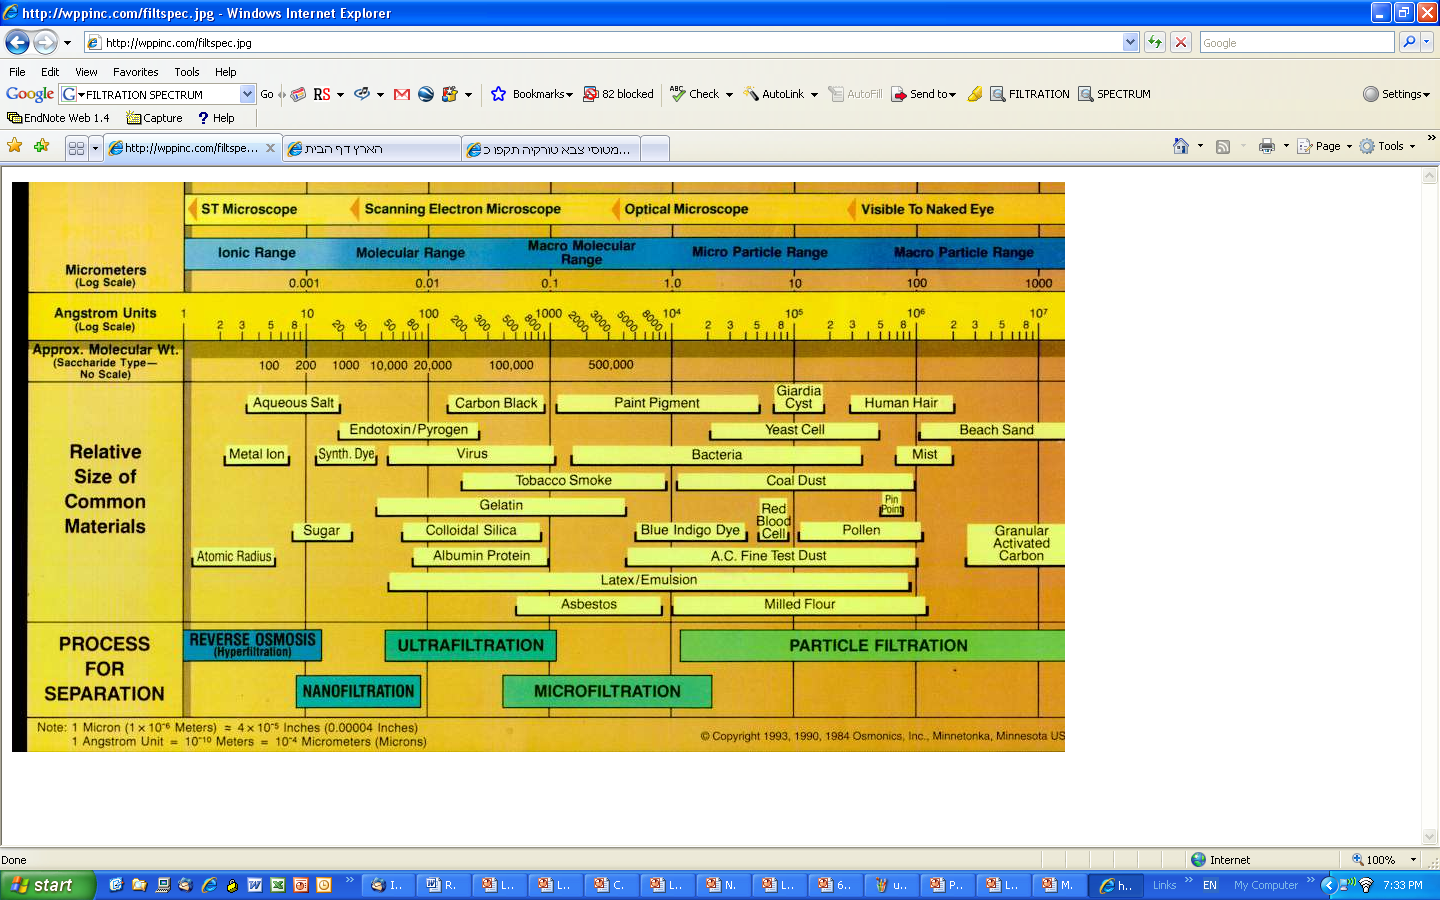 http://wppinc.com/filtspec.jpg - Windows Internet Explorer
http://wppinc.com/filtspec.jpg
Google
File Edit View Favorites Tools Help
Google G FILTRATION SPECTRUM Go RS Bookmarks 82 blocked ABC Check AutoLink AutoFill Send to FILTRATION SPECTRUM Settings
EndNote Web 1.4 Capture ? Help
http://wppinc.com/filtspe... הארץ דף הבית מטוסי צבא טורקיה תקפו כ... Page Tools
ST Microscope Scanning Electron Microscope Optical Microscope Visible To Naked Eye
Ionic Range Molecular Range Macro Molecular Range Micro Particle Range Macro Particle Range
Micrometers
(Log Scale) 0.001 0.01 0.1 1.0 10 100 1000
Angstrom Units
(Log Scale)
1 10 100 1000 10⁴ 10⁵ 10⁶ 10⁷
2 3 5 8 20 30 50 80 200 300 500 800 2000 3000 5000 8000 2 3 5 8 2 3 5 8 2 3 5 8
Approx. Molecular Wt.
(Saccharide Type—
No Scale)
100 200 1000 10,000 20,000 100,000 500,000
Relative
Size of
Common
Materials
Aqueous Salt Carbon Black Paint Pigment Giardia Cyst Human Hair
Endotoxin/Pyrogen Yeast Cell Beach Sand
Metal Ion Synth. Dye Virus Bacteria Mist
Tobacco Smoke Coal Dust
Gelatin Pin Point
Sugar Colloidal Silica Blue Indigo Dye Red Blood Cell Pollen Granular Activated Carbon
Atomic Radius Albumin Protein A.C. Fine Test Dust
Latex/Emulsion
Asbestos Milled Flour
PROCESS
FOR
SEPARATION
REVERSE OSMOSIS
(Hyperfiltration)
ULTRAFILTRATION PARTICLE FILTRATION
NANOFILTRATION MICROFILTRATION
Note: 1 Micron (1 x 10⁻⁶ Meters) ≈ 4 x 10⁻⁵ Inches (0.00004 Inches)
1 Angstrom Unit = 10⁻¹⁰ Meters = 10⁻⁴ Micrometers (Microns)
© Copyright 1993, 1990, 1984 Osmonics, Inc., Minnetonka, Minnesota US
Done Internet 100%
start I... R. L... L... C. L... N. L... 6... u... P... L... M. h.. Links EN My Computer 7:33 PM